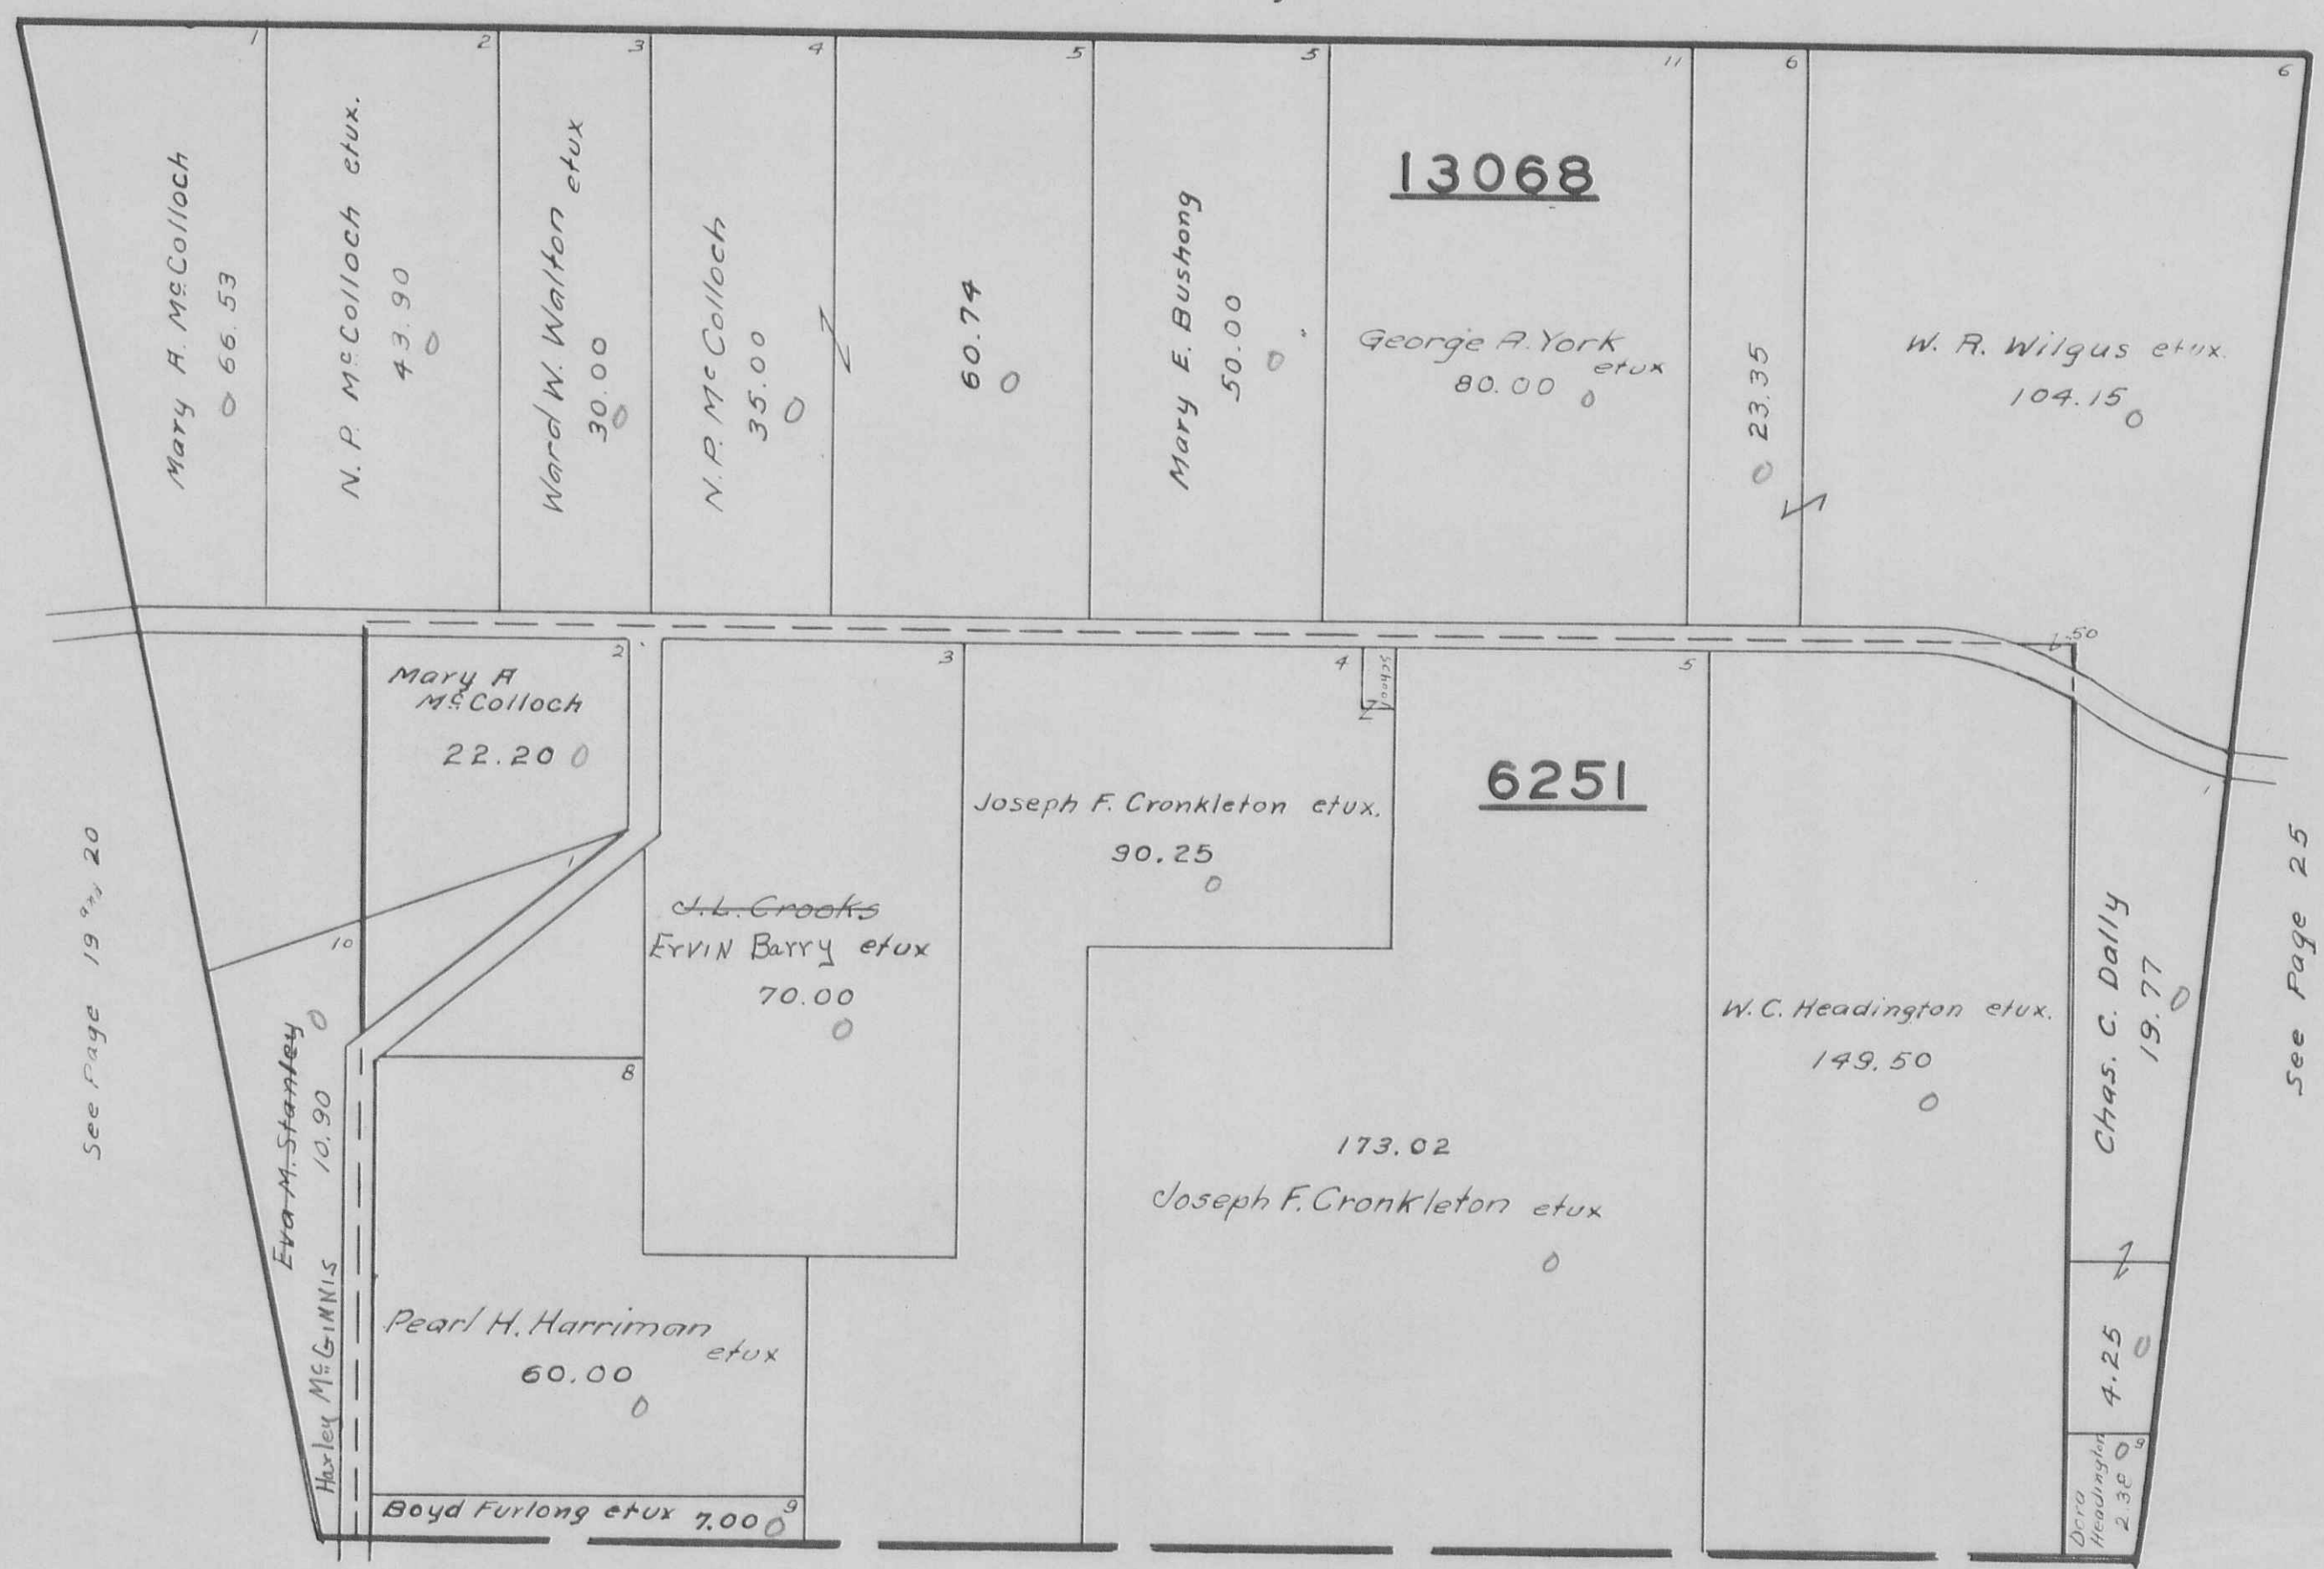 1
2
3
4
5
5
11
6
6
Mary A. McColloch
66.53
N. P. McColloch etux.
43.90
Ward W. Walton etux
30.00
N. P. McColloch
35.00
60.74
Mary E. Bushong
50.00
13068
George A. York
etux
80.00
23.35
W. R. Wilgus etux.
104.15
.50
Mary A
McColloch
22.20
2
3
4
School
5
6251
1
1
Joseph F. Cronkleton etux.
90.25
J. L. Crooks
Ervin Barry etux
70.00
See Page 19 and 20
10
Eva M. Stanley
10.90
Harley McGinnis
8
Pearl H. Harriman
etux
60.00
Boyd Furlong etux 7.00
9
173.02
Joseph F. Cronkleton etux
W. C. Headington etux.
149.50
Chas. C. Dally
19.77
4.25
Dora
Headington
2.38
See Page 25